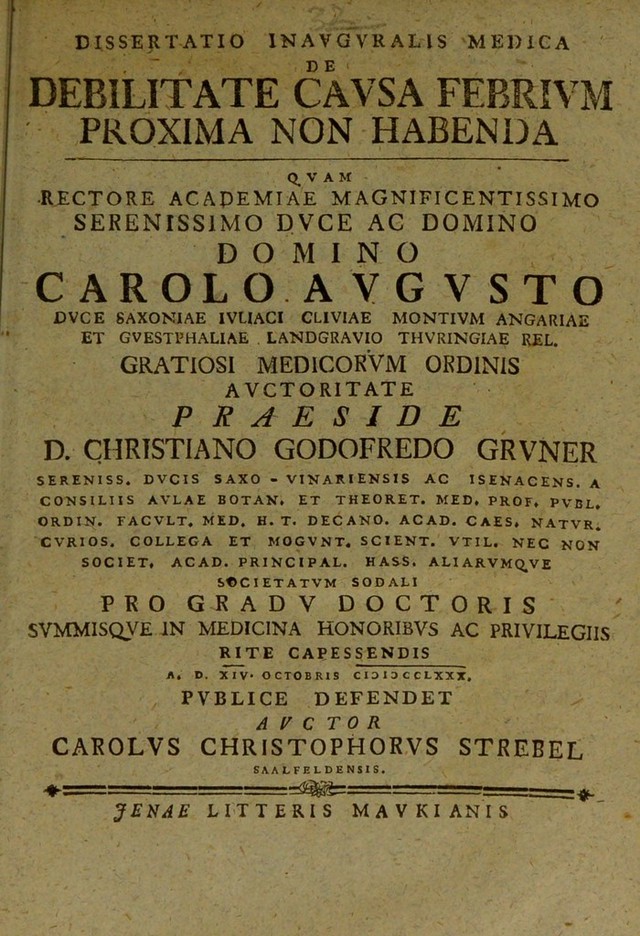 DISSERTATIO INAVGVRALIS MEDICA
DE
DEBILITATE CAVSA FEBRIVM
PROXIMA NON HABENDA
QVAM
RECTORE ACADEMIAE MAGNIFICENTISSIMO
SERENISSIMO DVCE AC DOMINO
DOMINO
CAROLO AVGVSTO
DVCE SAXONIAE IVLIACI CLIVIAE MONTIVM ANGARIAE
ET GVESTPHALIAE LANDGRAVIO THVRINGIAE REL.
GRATIOSI MEDICORVM ORDINIS
AVCTORITATE
PRAESIDE
D. CHRISTIANO GODOFREDO GRVNER
SERENISS. DVCIS SAXO - VINARIENSIS AC ISENACENS. A
CONSILIIS AVLAE BOTAN. ET THEORET. MED. PROF. PVBL.
ORDIN. FACVLT. MED. H. T. DECANO. ACAD. CAES. NATVR.
CVRIOS. COLLEGA ET MOGVNT. SCIENT. VTIL. NEC NON
SOCIET. ACAD. PRINCIPAL. HASS. ALIARVMQVE
SOCIETATVM SODALI
PRO GRADV DOCTORIS
SVMMISQVE IN MEDICINA HONORIBVS AC PRIVILEGIIS
RITE CAPESSENDIS
A. D. XIV. OCTOBRIS CIↃIↃCCLXXX.
PVBLICE DEFENDET
AVCTOR
CAROLVS CHRISTOPHORVS STREBEL
SAALFELDENSIS.
JENAE LITTERIS MAVKIANIS